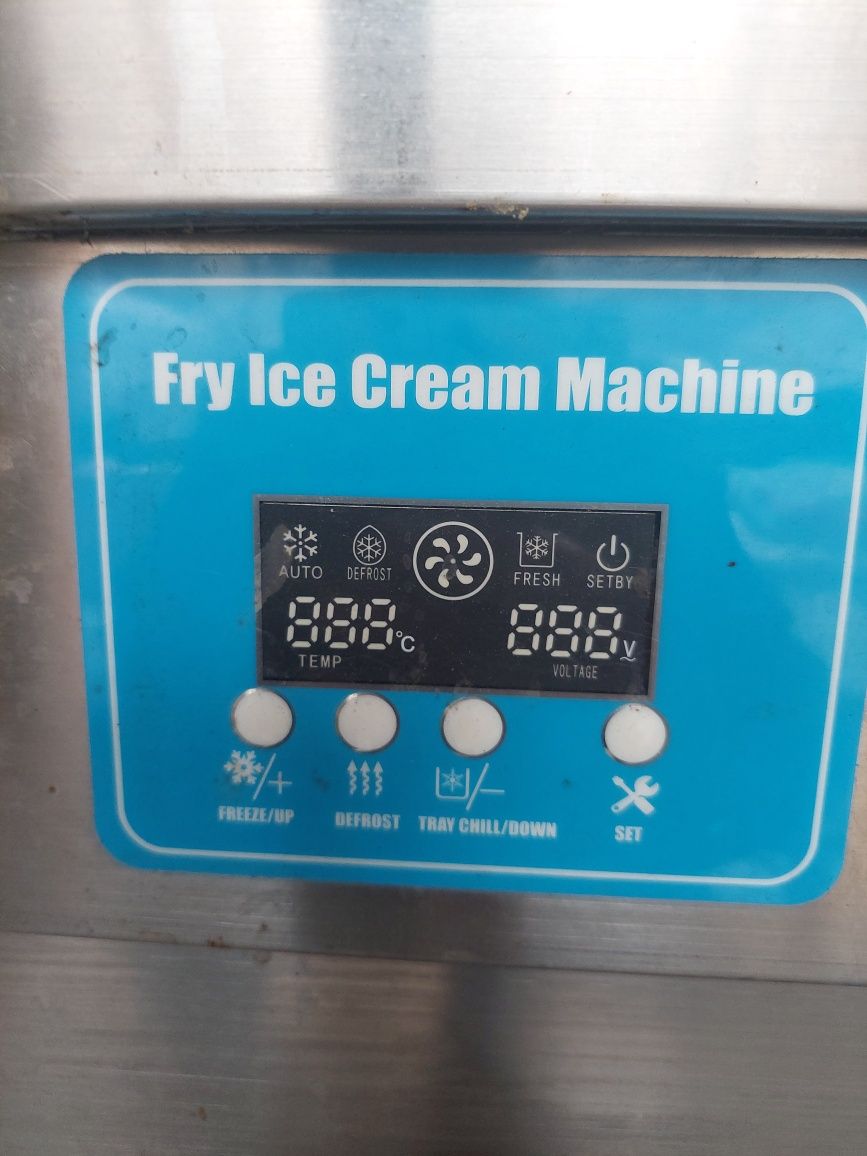 Fry Ice Cream Machine
AUTO DEFROST FRESH SETBY
888°C 888V
TEMP VOLTAGE
FREEZE/UP DEFROST TRAY CHILL/DOWN SET